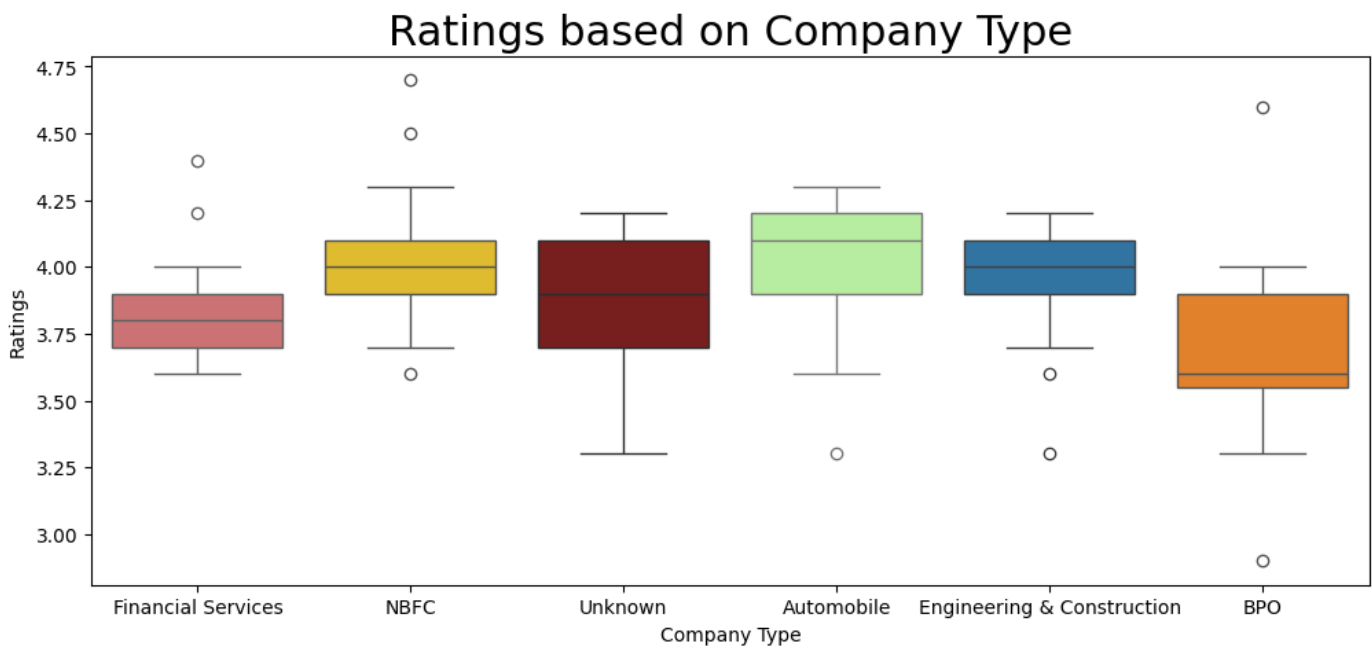 Ratings based on Company Type
4.75
4.50
4.25
4.00
3.75
3.50
3.25
3.00
Ratings
Financial Services
NBFC
Unknown
Automobile
Engineering & Construction
BPO
Company Type